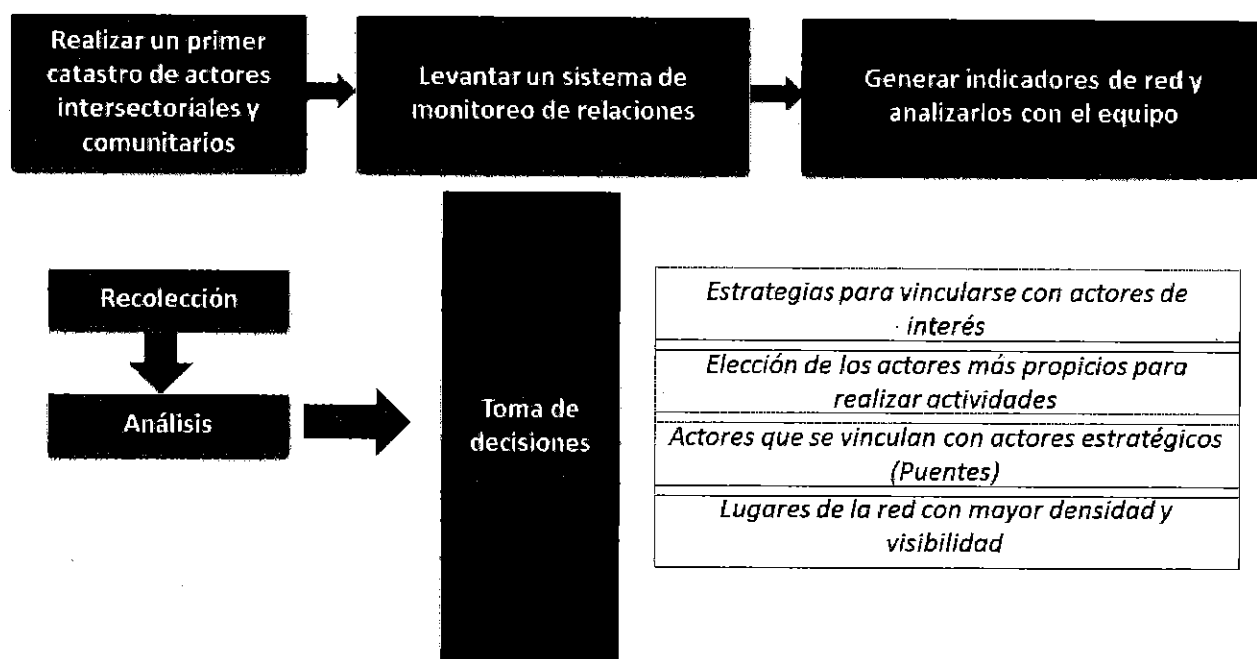 Realizar un primer
catastro de actores
intersectoriales y
comunitarios
Levantar un sistema de
monitoreo de relaciones
Generar indicadores de red y
analizarlos con el equipo
Recolección
Análisis
Toma de
decisiones
Estrategias para vincularse con actores de
interés
Elección de los actores más propicios para
realizar actividades
Actores que se vinculan con actores estratégicos
(Puentes)
Lugares de la red con mayor densidad y
visibilidad